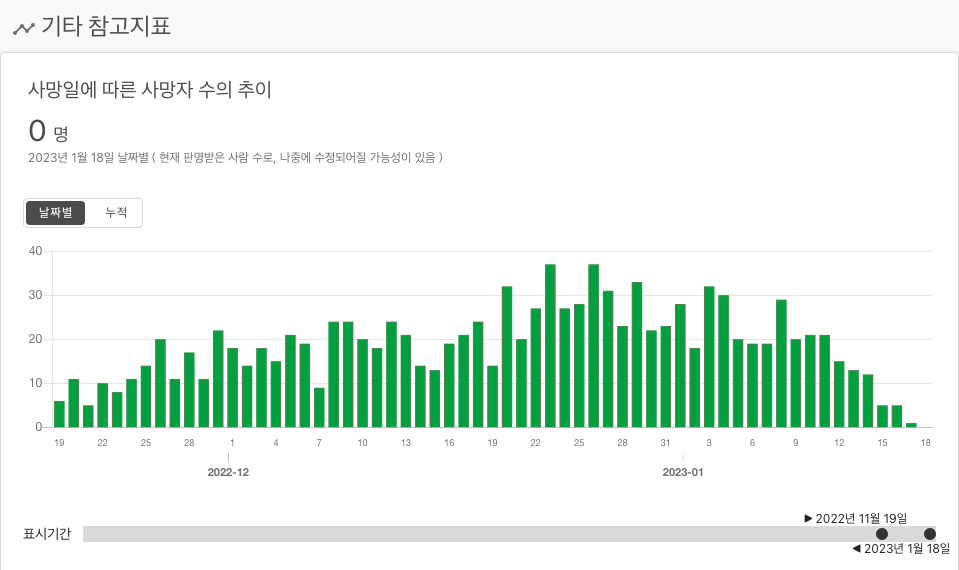 기타 참고지표
사망일에 따른 사망자 수의 추이
0 명
2023년 1월 18일 날짜별 ( 현재 판명받은 사람 수로, 나중에 수정되어질 가능성이 있음 )
날짜별 누적
40
30
20
10
0
19 22 25 28 1 4 7 10 13 16 19 22 25 28 31 3 6 9 12 15 18
2022-12 2023-01
▶ 2022년 11월 19일
표시기간
◀ 2023년 1월 18일